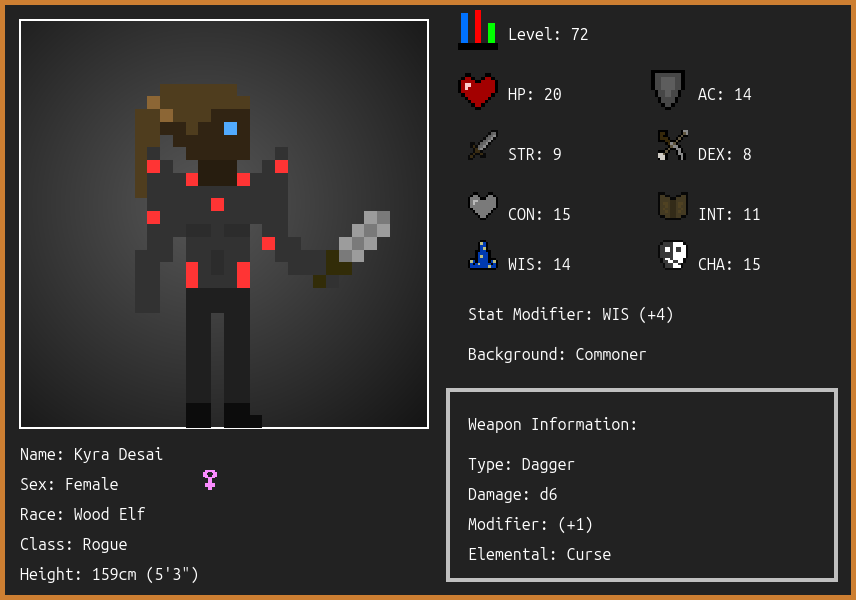 Level: 72
HP: 20
AC: 14
STR: 9
DEX: 8
CON: 15
INT: 11
WIS: 14
CHA: 15
Stat Modifier: WIS (+4)
Background: Commoner
Weapon Information:
Type: Dagger
Damage: d6
Modifier: (+1)
Elemental: Curse
Name: Kyra Desai
Sex: Female
Race: Wood Elf
Class: Rogue
Height: 159cm (5'3")